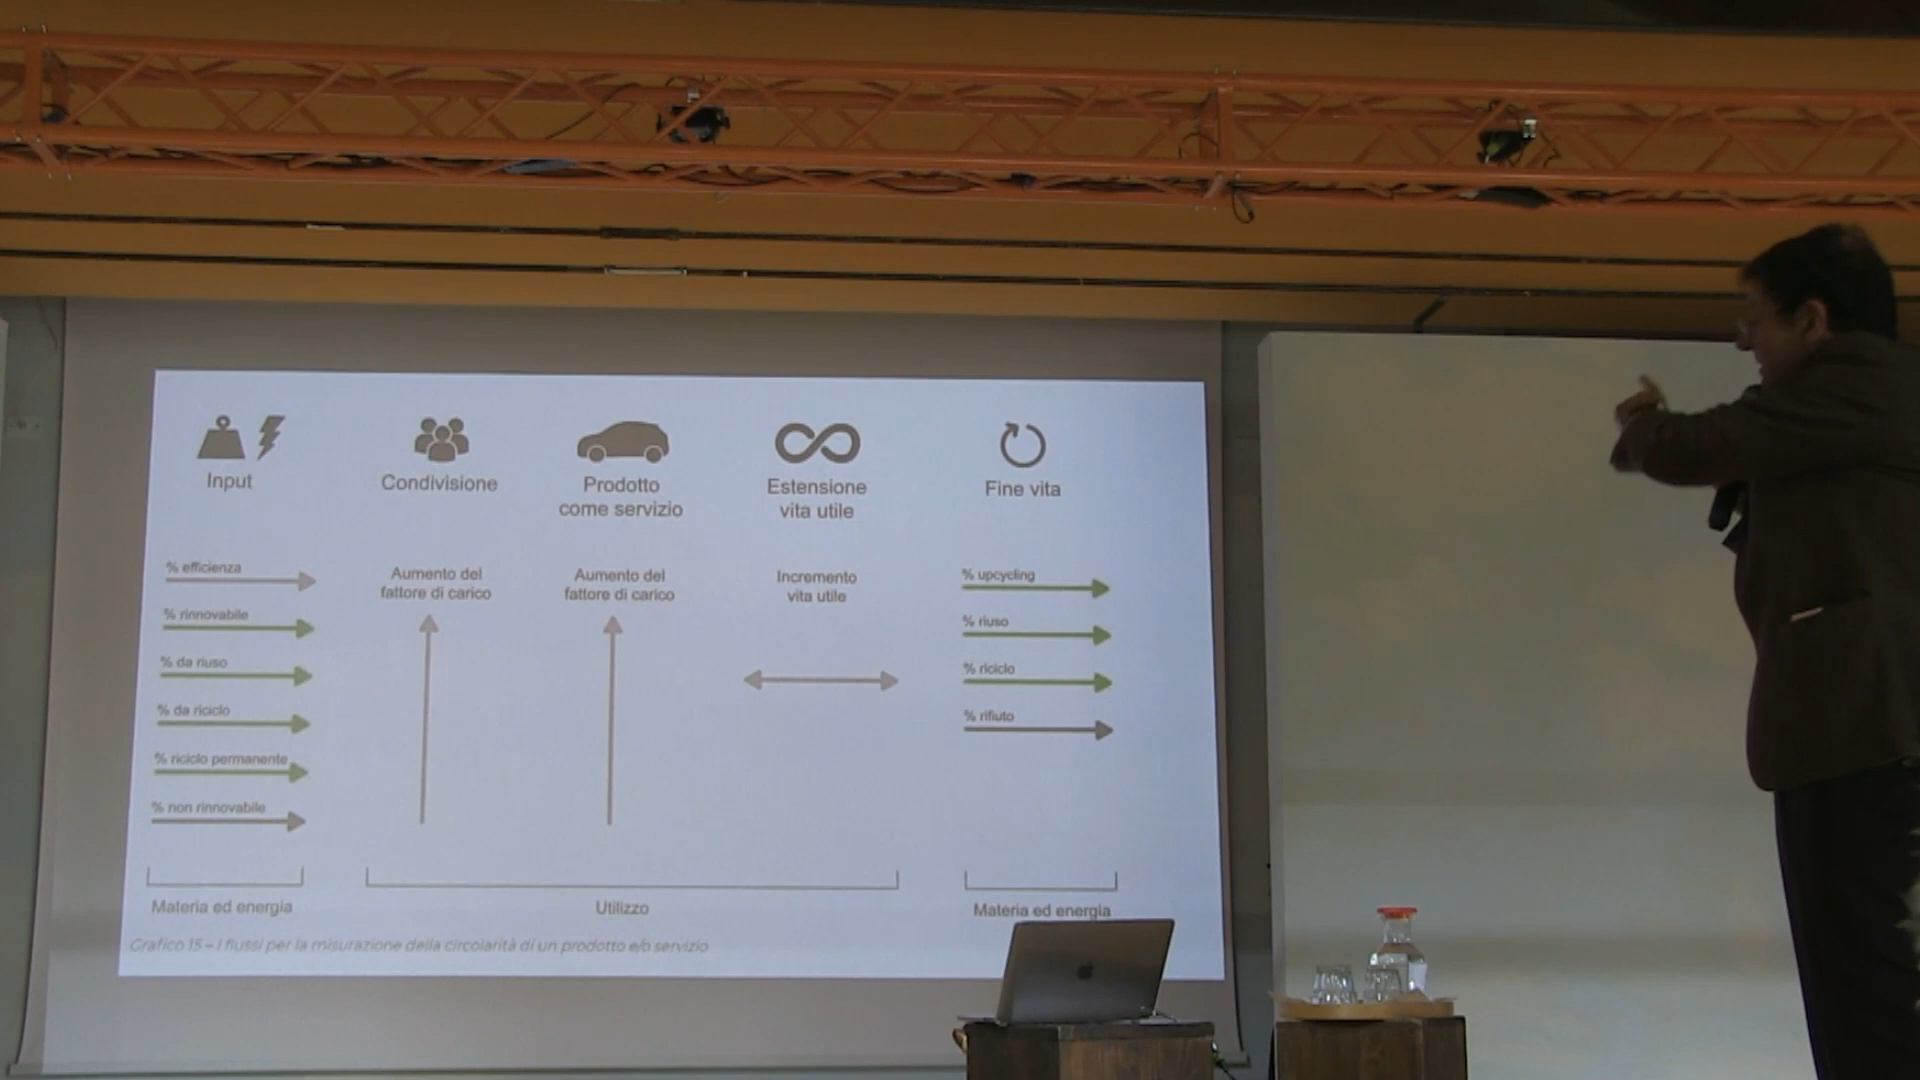 Input
Condivisione
Prodotto
come servizio
Estensione
vita utile
Fine vita
% efficienza
% rinnovabile
% da riuso
% da riciclo
% riciclo permanente
% non rinnovabile
Aumento del
fattore di carico
Aumento del
fattore di carico
Incremento
vita utile
% upcycling
% riuso
% riciclo
% rifiuto
Materia ed energia
Utilizzo
Materia ed energia
Grafico 15 – I flussi per la misurazione della circolarità di un prodotto e/o servizio